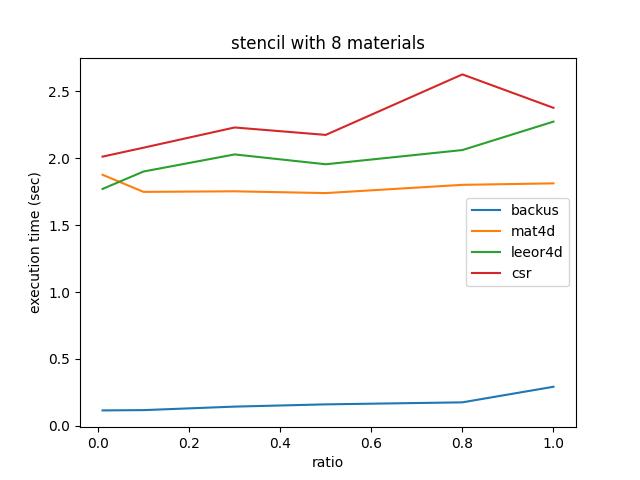 stencil with 8 materials
execution time (sec)
2.5
2.0
1.5
1.0
0.5
0.0
backus
mat4d
leeor4d
csr
0.0 0.2 0.4 0.6 0.8 1.0
ratio